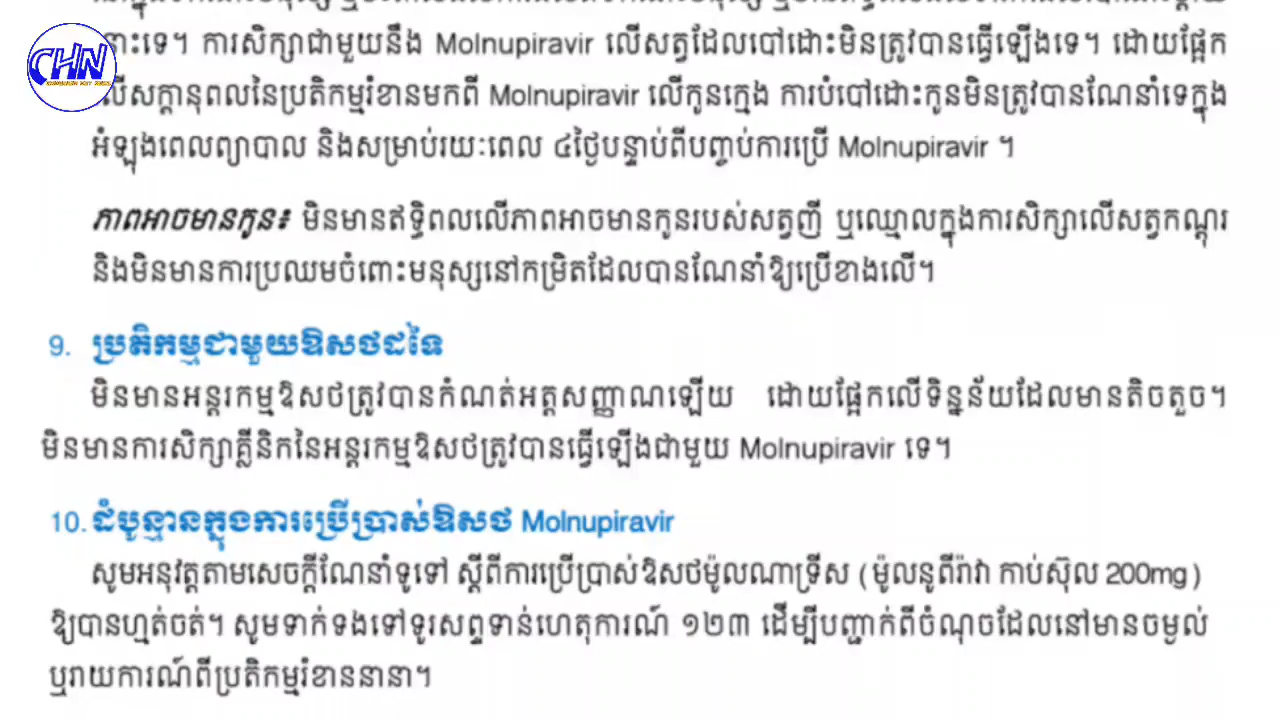 CHN
នោះទេ។ ការសិក្សាជាមួយនឹង Molnupiravir លើសត្វដែលបៅដោះមិនត្រូវបានធ្វើឡើងទេ។ ដោយផ្អែក
លើសក្តានុពលនៃប្រតិកម្មរំខានមកពី Molnupiravir លើកូនក្មេង ការបំបៅដោះកូនមិនត្រូវបានណែនាំទេក្នុង
អំឡុងពេលព្យាបាល និងសម្រាប់រយៈពេល ៤ថ្ងៃបន្ទាប់ពីបញ្ចប់ការប្រើ Molnupiravir ។
ភាពអាចមានកូន៖ មិនមានឥទ្ធិពលលើភាពអាចមានកូនរបស់សត្វញី ឬឈ្មោលក្នុងការសិក្សាលើសត្វកណ្តុរ
និងមិនមានការប្រឈមចំពោះមនុស្សនៅកម្រិតដែលបានណែនាំឱ្យប្រើខាងលើ។
9. ប្រតិកម្មជាមួយឱសថដទៃ
មិនមានអន្តរកម្មឱសថត្រូវបានកំណត់អត្តសញ្ញាណឡើយ ដោយផ្អែកលើទិន្នន័យដែលមានតិចតួច។
មិនមានការសិក្សាគ្លីនិកនៃអន្តរកម្មឱសថត្រូវបានធ្វើឡើងជាមួយ Molnupiravir ទេ។
10. ដំបូន្មានក្នុងការប្រើប្រាស់ឱសថ Molnupiravir
សូមអនុវត្តតាមសេចក្តីណែនាំទូទៅ ស្តីពីការប្រើប្រាស់ឱសថម៉ូលណាទ្រីស (ម៉ូលនូពីរ៉ាវា កាប់ស៊ុល 200mg)
ឱ្យបានហ្មត់ចត់។ សូមទាក់ទងទៅទូរសព្ទទាន់ហេតុការណ៍ ១២៣ ដើម្បីបញ្ជាក់ពីចំណុចដែលនៅមានចម្ងល់
ឬរាយការណ៍ពីប្រតិកម្មរំខាននានា។